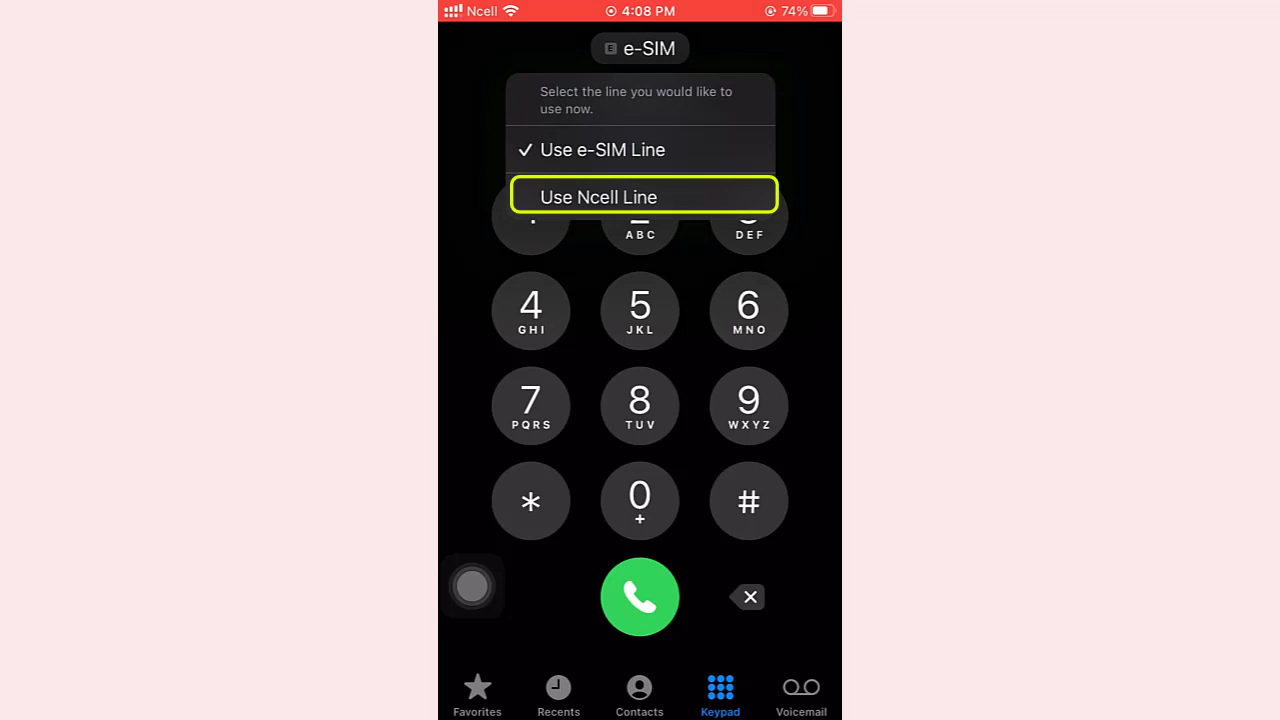 Ncell 4:08 PM 74%
E e-SIM
Select the line you would like to
use now.
✓ Use e-SIM Line
Use Ncell Line
ABC DEF
4 5 6
GHI JKL MNO
7 8 9
PQRS TUV WXYZ
* 0 #
+
Favorites Recents Contacts Keypad Voicemail